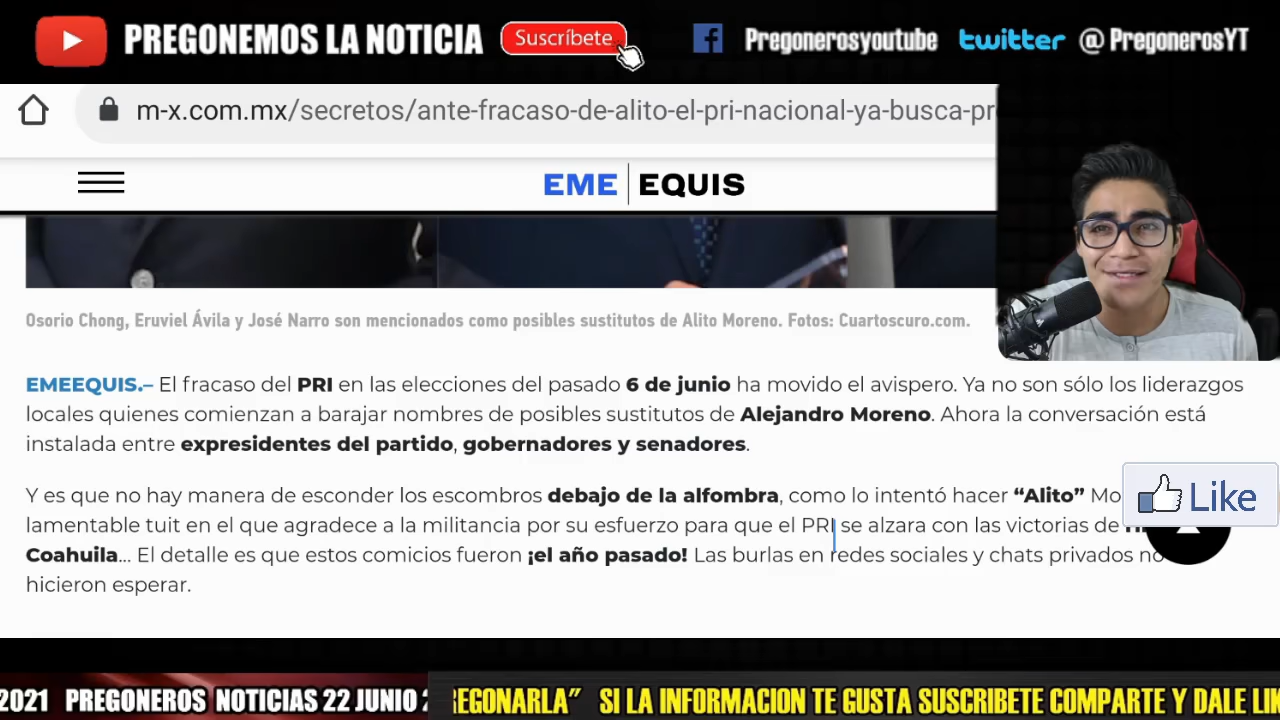 PREGONEMOS LA NOTICIA Suscríbete Pregonerosyoutube twitter @PregonerosYT
m-x.com.mx/secretos/ante-fracaso-de-alito-el-pri-nacional-ya-busca-pr
EME EQUIS
Osorio Chong, Eruviel Ávila y José Narro son mencionados como posibles sustitutos de Alito Moreno. Fotos: Cuartoscuro.com.
EMEEQUIS.– El fracaso del PRI en las elecciones del pasado 6 de junio ha movido el avispero. Ya no son sólo los liderazgos
locales quienes comienzan a barajar nombres de posibles sustitutos de Alejandro Moreno. Ahora la conversación está
instalada entre expresidentes del partido, gobernadores y senadores.
Y es que no hay manera de esconder los escombros debajo de la alfombra, como lo intentó hacer “Alito” Mo
Like
lamentable tuit en el que agradece a la militancia por su esfuerzo para que el PRI se alzara con las victorias de
Coahuila... El detalle es que estos comicios fueron ¡el año pasado! Las burlas en redes sociales y chats privados no
hicieron esperar.
2021 PREGONEROS NOTICIAS 22 JUNIO 2 REGONARLA” SI LA INFORMACION TE GUSTA SUSCRIBETE COMPARTE Y DALE LIK